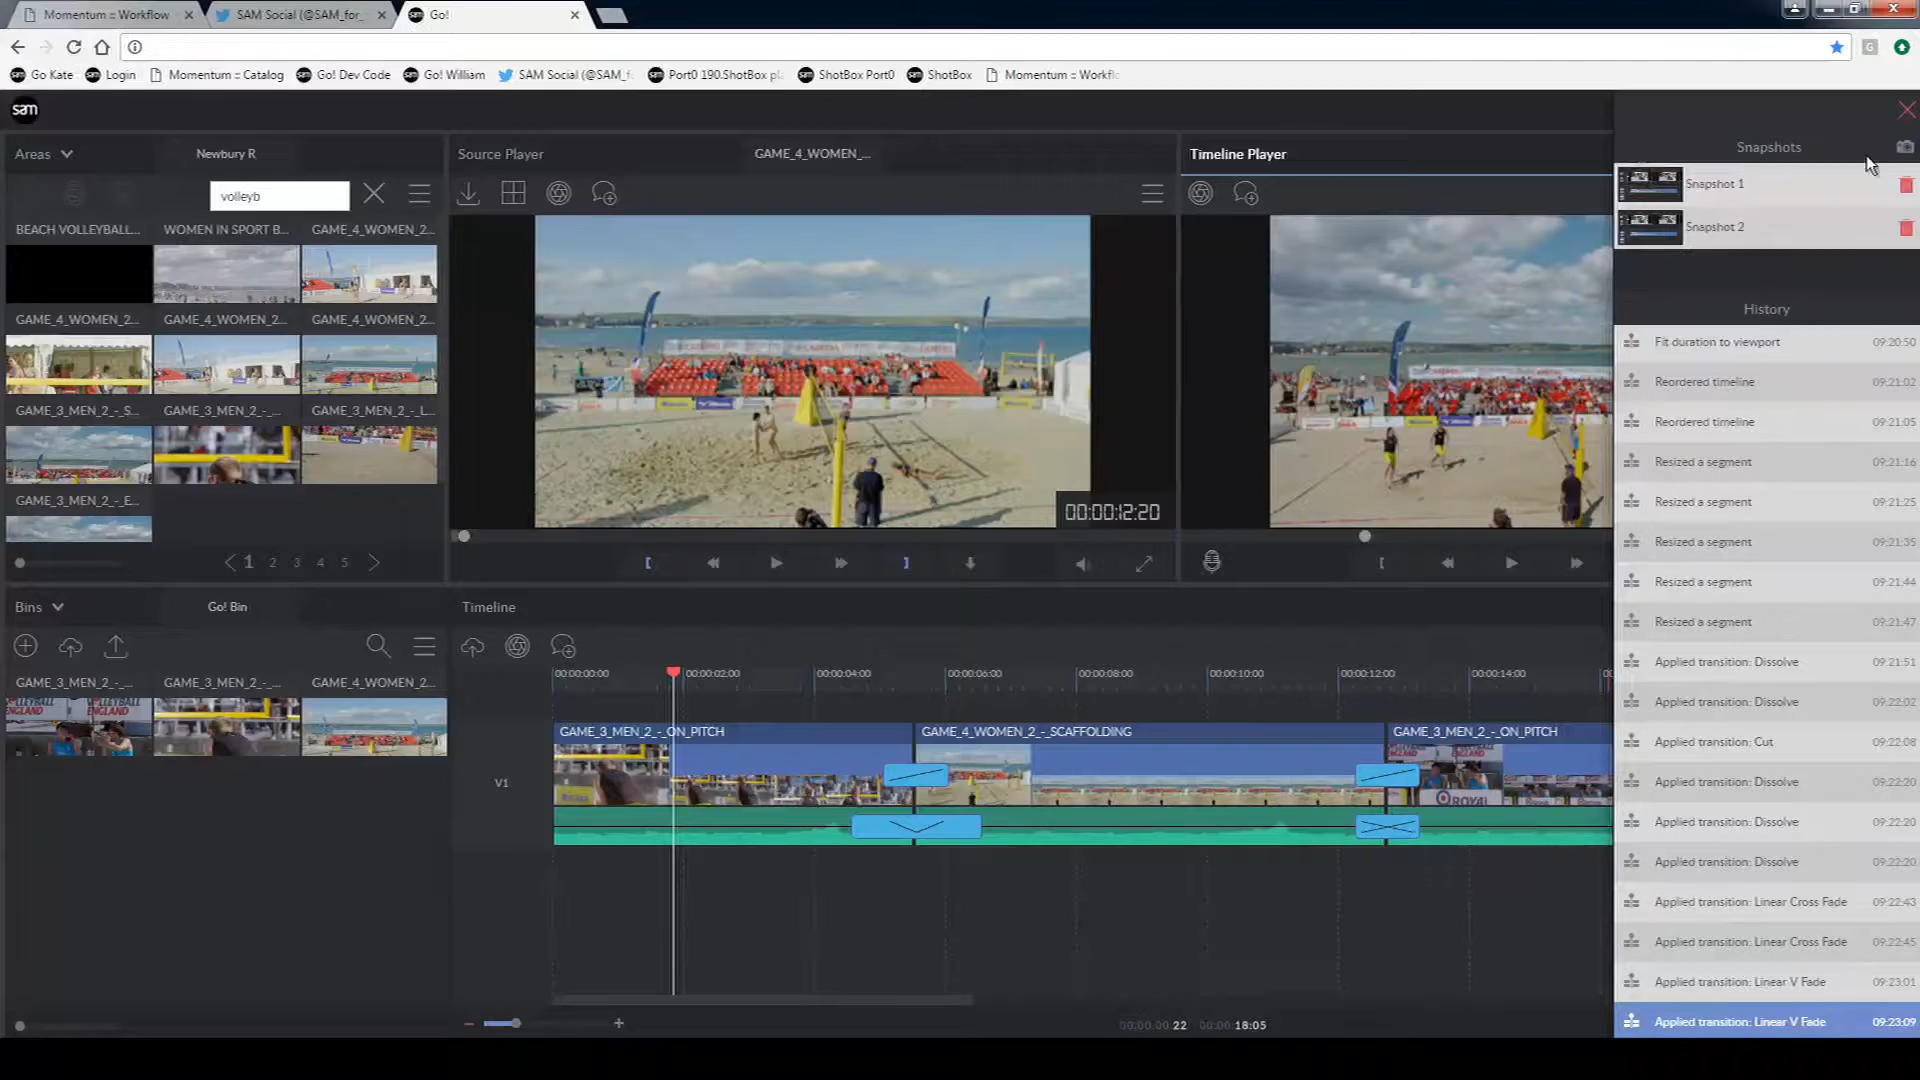 Momentum :: Workflow
SAM Social (@SAM_for_
Go!
Go Kate
Login
Momentum :: Catalog
Go! Dev Code
Go! William
SAM Social (@SAM_f
Port0 190.ShotBox pl
ShotBox Port0
ShotBox
Momentum :: Workfl
sam
Areas
Newbury R
Source Player
GAME_4_WOMEN_...
Timeline Player
Snapshots
volleyb
Snapshot 1
Snapshot 2
BEACH VOLLEYBALL...
WOMEN IN SPORT B...
GAME_4_WOMEN_2...
GAME_4_WOMEN_2...
GAME_4_WOMEN_2...
GAME_4_WOMEN_2...
GAME_3_MEN_2_-_S...
GAME_3_MEN_2_-_...
GAME_3_MEN_2_-_L...
GAME_3_MEN_2_-_E...
00:00:12:20
1 2 3 4 5
History
Fit duration to viewport 09:20:50
Reordered timeline 09:21:02
Reordered timeline 09:21:05
Resized a segment 09:21:16
Resized a segment 09:21:25
Resized a segment 09:21:35
Resized a segment 09:21:44
Resized a segment 09:21:47
Applied transition: Dissolve 09:21:51
Applied transition: Dissolve 09:22:02
Applied transition: Cut 09:22:08
Applied transition: Dissolve 09:22:20
Applied transition: Dissolve 09:22:20
Applied transition: Dissolve 09:22:20
Applied transition: Linear Cross Fade 09:22:43
Applied transition: Linear Cross Fade 09:22:45
Applied transition: Linear V Fade 09:23:01
Applied transition: Linear V Fade 09:23:09
Bins
Go! Bin
Timeline
GAME_3_MEN_2_-_...
GAME_3_MEN_2_-_...
GAME_4_WOMEN_2...
00:00:00:00
00:00:02:00
00:00:04:00
00:00:06:00
00:00:08:00
00:00:10:00
00:00:12:00
00:00:14:00
GAME_3_MEN_2_-_ON_PITCH
GAME_4_WOMEN_2_-_SCAFFOLDING
GAME_3_MEN_2_-_ON_PITCH
V1
ROYAL
00:00:00:22
00:00:18:05